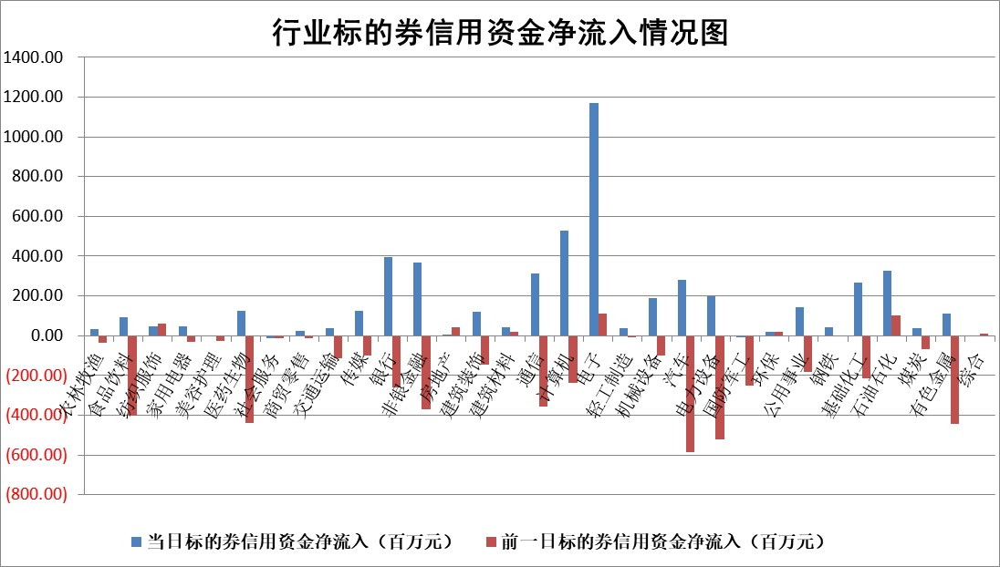 行业标的券信用资金净流入情况图
1400.00
1200.00
1000.00
800.00
600.00
400.00
200.00
0.00
(200.00)
(400.00)
(600.00)
(800.00)
农林牧渔
食品饮料
纺织服饰
家用电器
美容护理
医药生物
社会服务
商贸零售
交通运输
传媒
银行
非银金融
房地产
建筑装饰
建筑材料
通信
计算机
电子
轻工制造
机械设备
汽车
电力设备
国防军工
环保
公用事业
钢铁
基础化工
石油石化
煤炭
有色金属
综合
当日标的券信用资金净流入（百万元）
前一日标的券信用资金净流入（百万元）